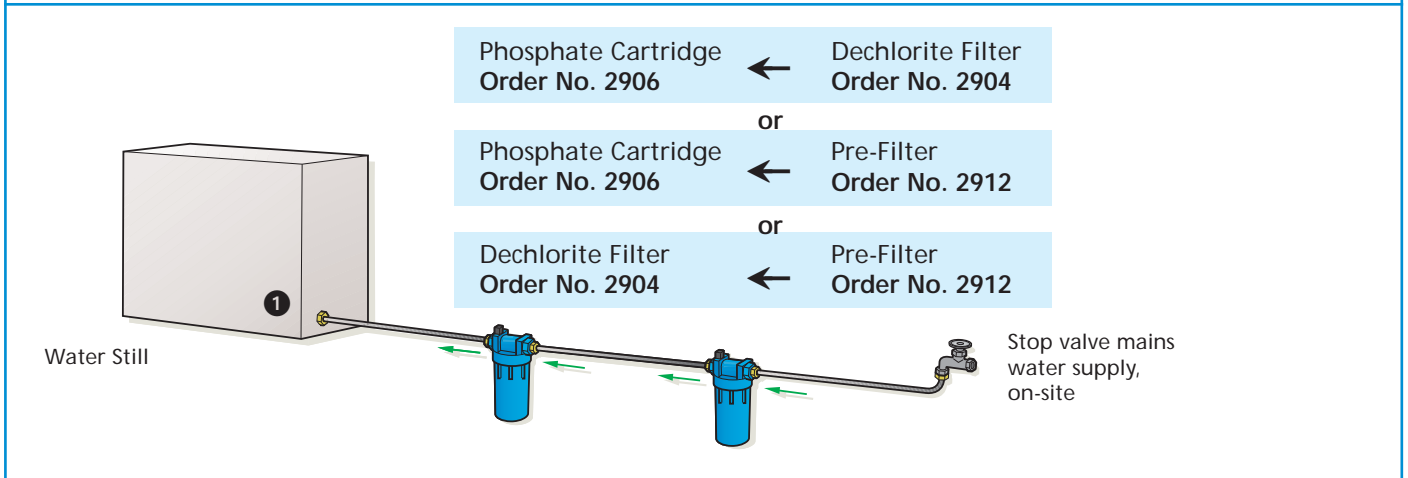 Phosphate Cartridge
Order No. 2906
Dechlorite Filter
Order No. 2904
or
Phosphate Cartridge
Order No. 2906
Pre-Filter
Order No. 2912
or
Dechlorite Filter
Order No. 2904
Pre-Filter
Order No. 2912
1
Water Still
Stop valve mains
water supply,
on-site